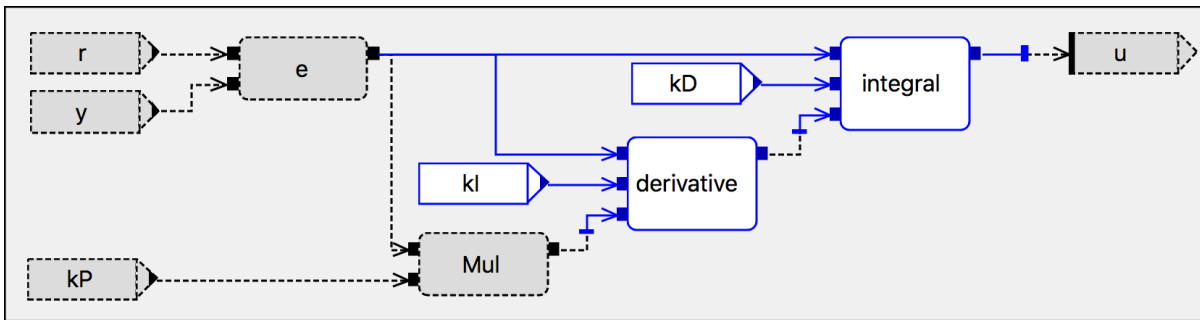 r
e
integral
u
kD
y
kI
derivative
Mul
kP